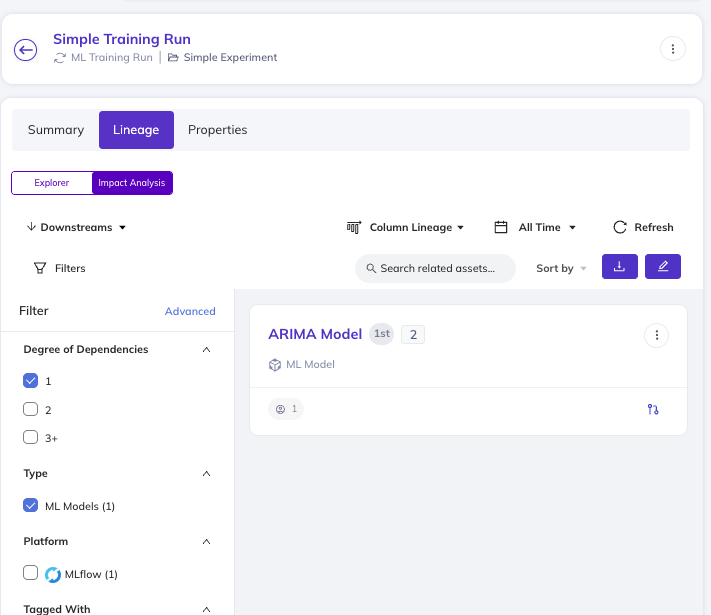 Simple Training Run
ML Training Run | Simple Experiment
Summary Lineage Properties
Explorer Impact Analysis
Downstreams Column Lineage All Time Refresh
Filters Search related assets... Sort by
Filter Advanced
Degree of Dependencies
1
2
3+
Type
ML Models (1)
Platform
MLflow (1)
Tagged With
ARIMA Model 1st 2
ML Model
1